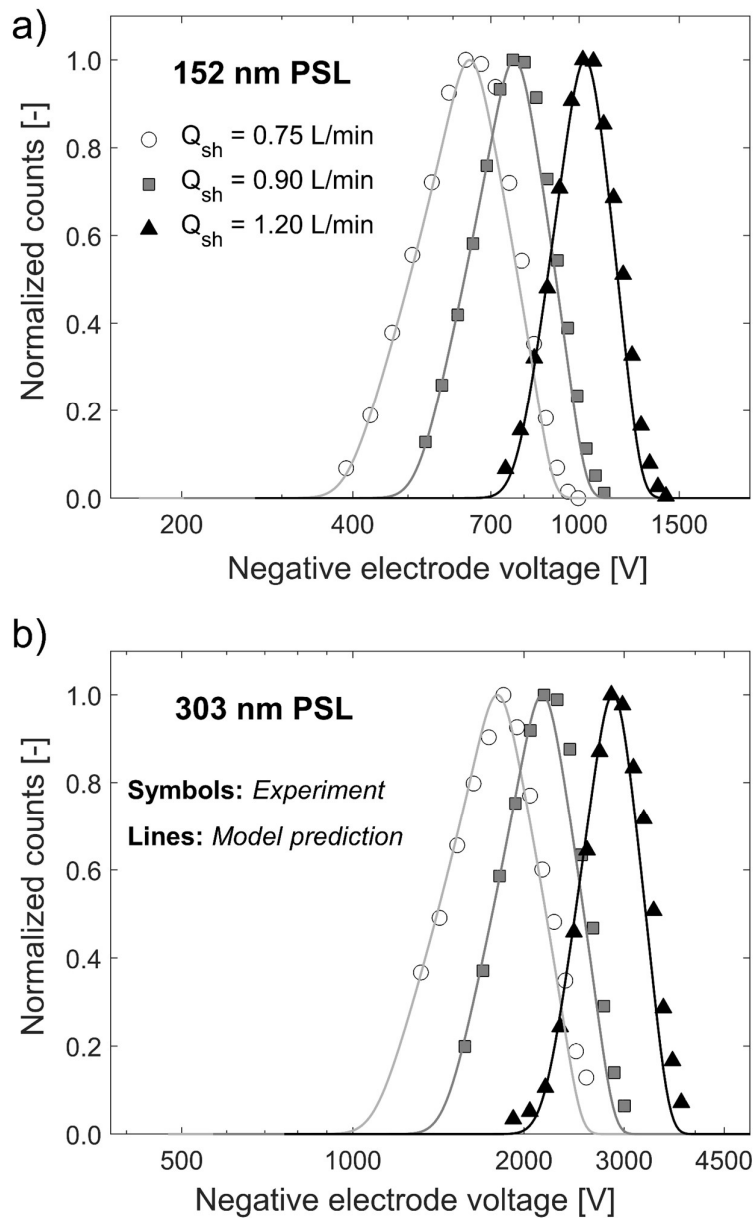 a)
1.0
0.8
0.6
0.4
0.2
0.0
Normalized counts [-]
152 nm PSL
Qsh = 0.75 L/min
Qsh = 0.90 L/min
Qsh = 1.20 L/min
200 400 700 1000 1500
Negative electrode voltage [V]
b)
1.0
0.8
0.6
0.4
0.2
0.0
Normalized counts [-]
303 nm PSL
Symbols: Experiment
Lines: Model prediction
500 1000 2000 3000 4500
Negative electrode voltage [V]